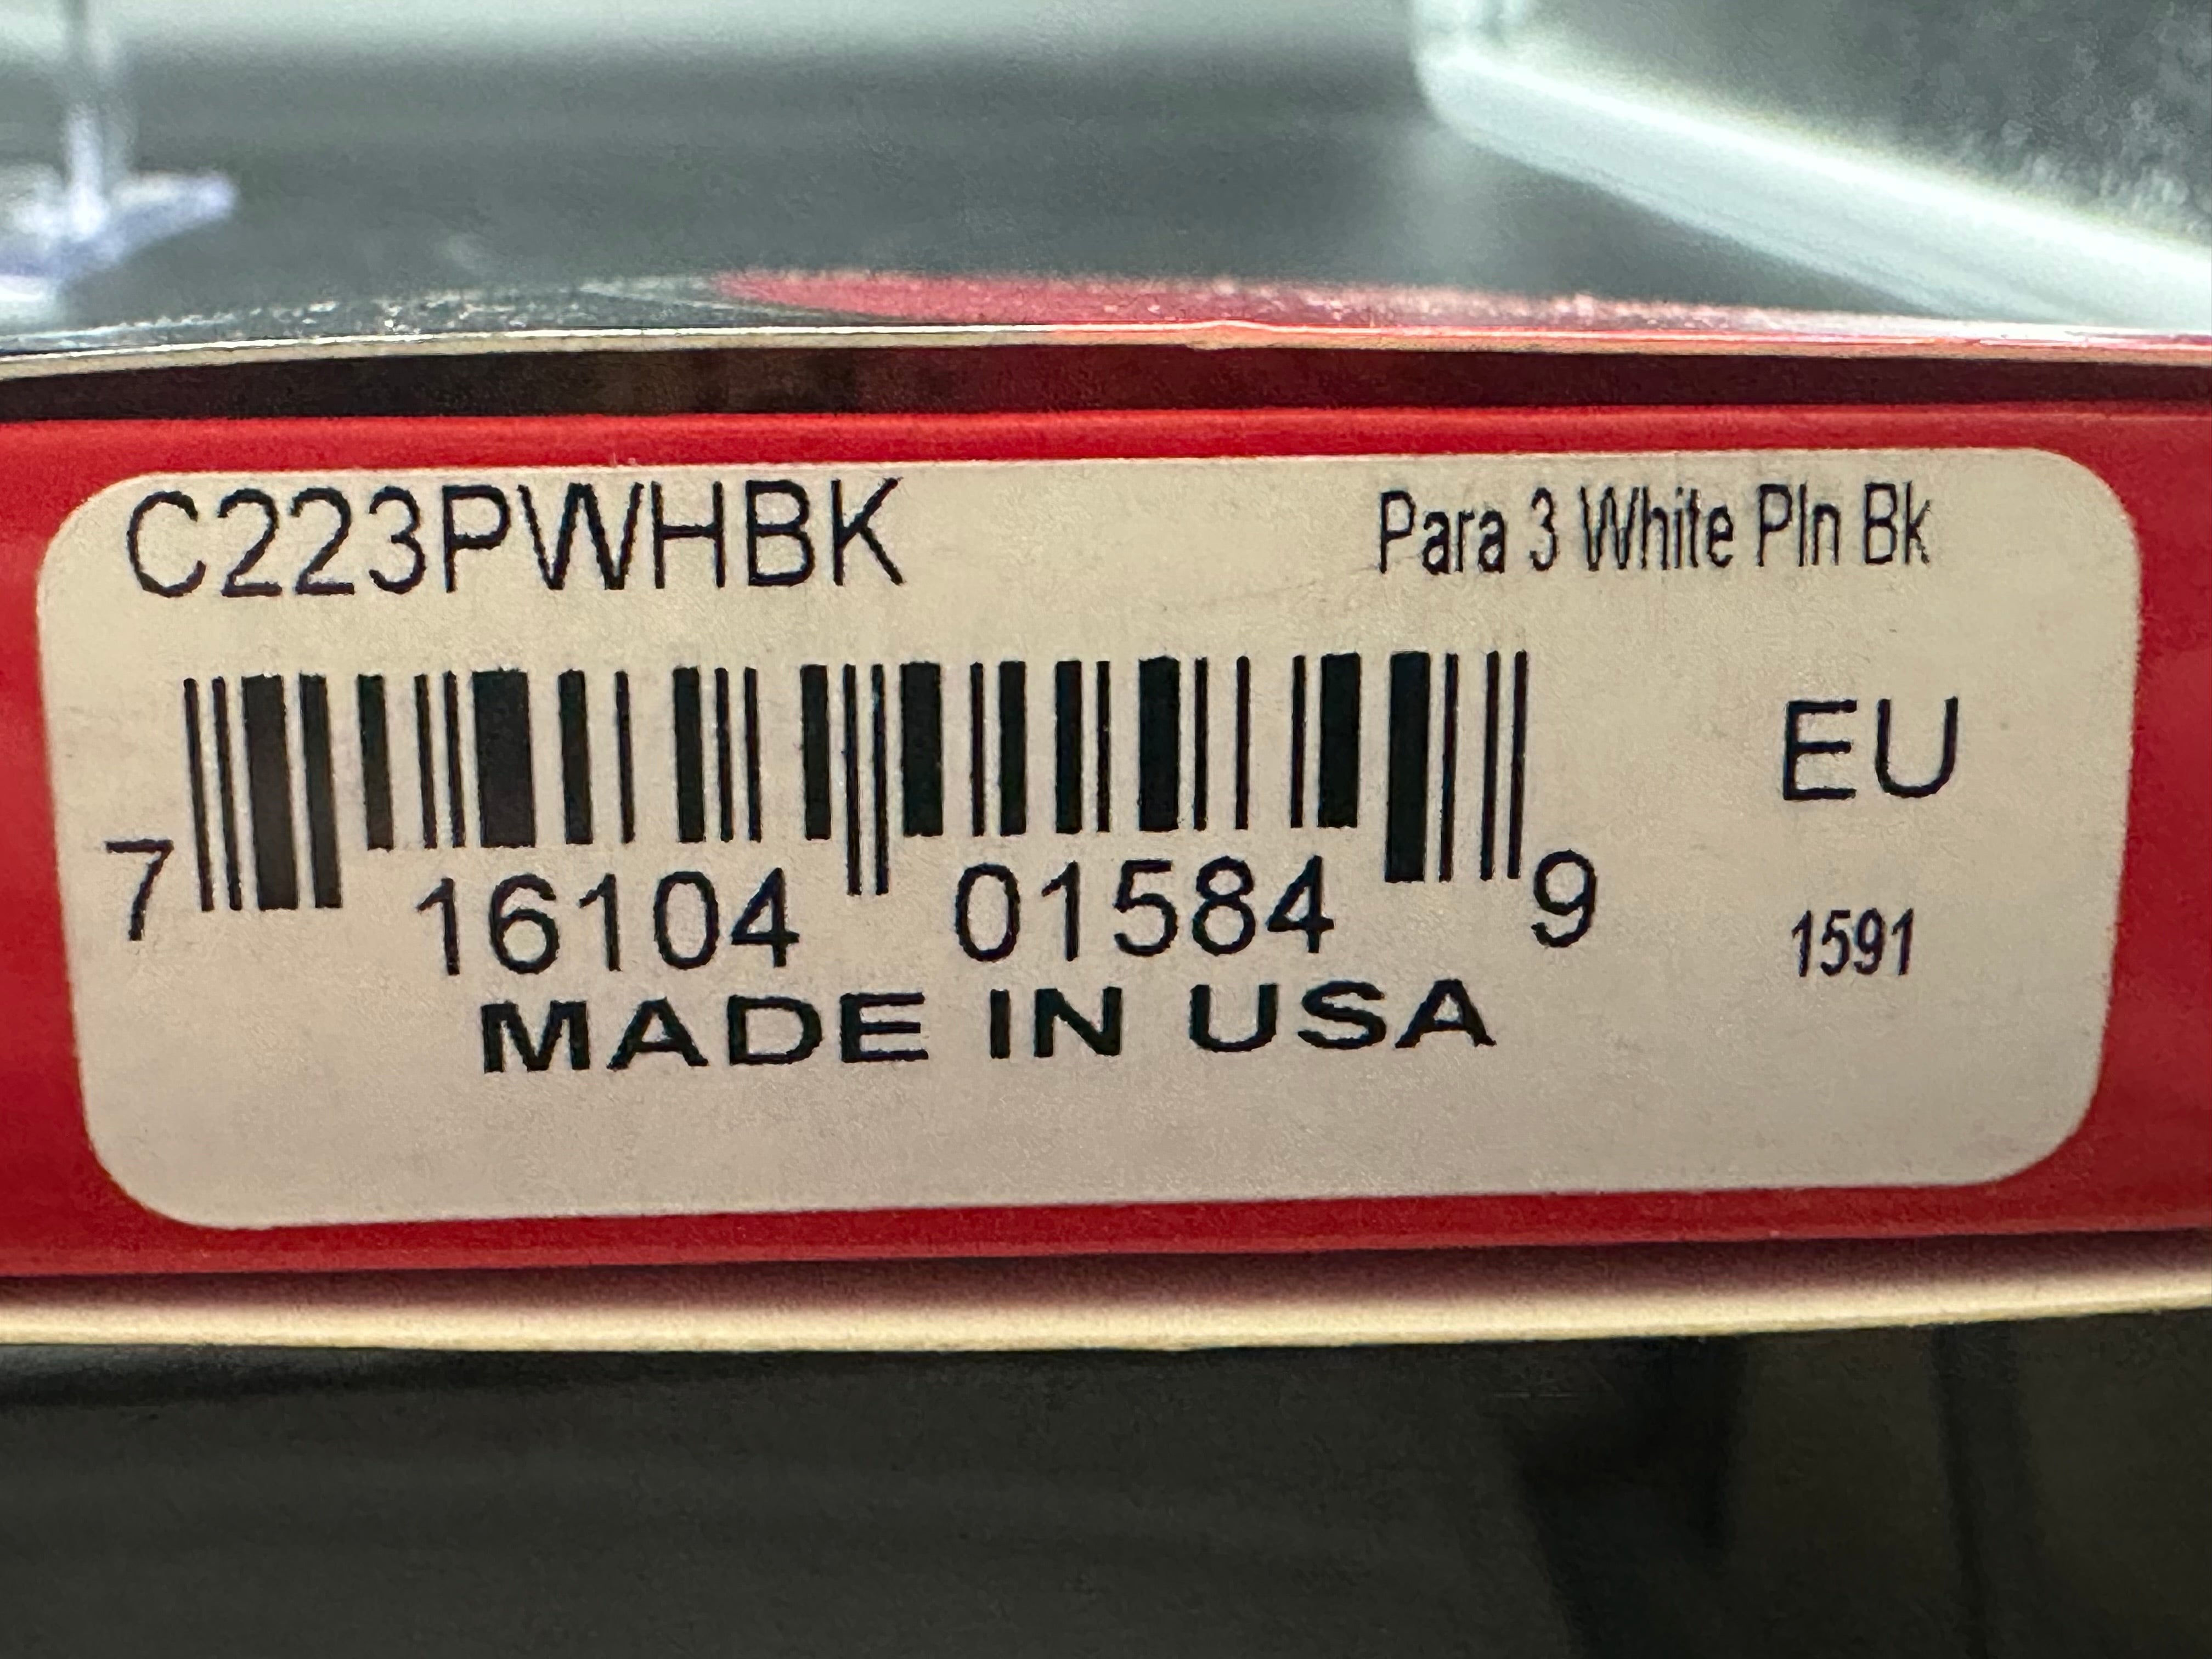 C223PWHBK Para 3 White Pln Bk
EU
7 16104 01584 9
1591
MADE IN USA